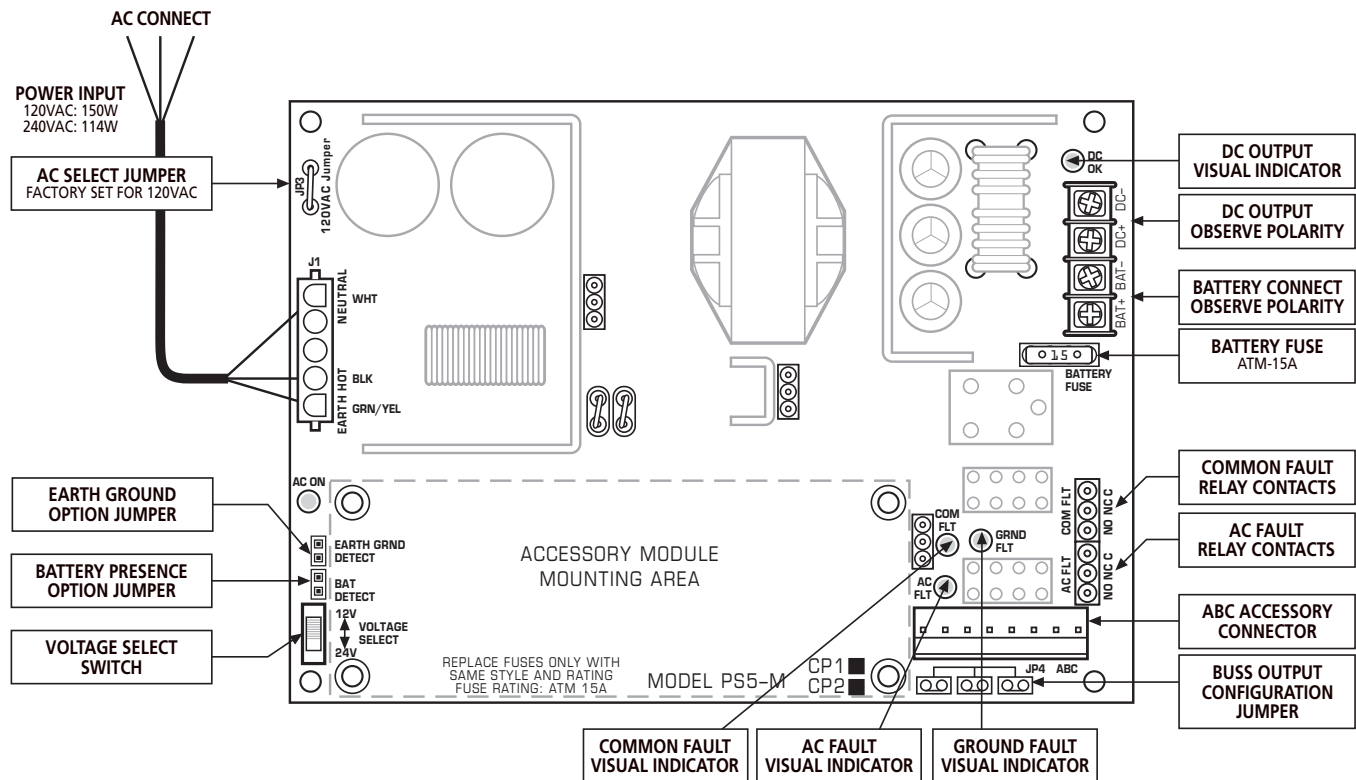 AC CONNECT
POWER INPUT
120VAC: 150W
240VAC: 114W
AC SELECT JUMPER
FACTORY SET FOR 120VAC
JP3
120VAC Jumper
J1
NEUTRAL
WHT
EARTH HOT
BLK
GRN/YEL
DC
OK
DC-
DC+
BAT-
BAT+
15
BATTERY
FUSE
DC OUTPUT
VISUAL INDICATOR
DC OUTPUT
OBSERVE POLARITY
BATTERY CONNECT
OBSERVE POLARITY
BATTERY FUSE
ATM-15A
EARTH GROUND
OPTION JUMPER
BATTERY PRESENCE
OPTION JUMPER
VOLTAGE SELECT
SWITCH
AC ON
EARTH GRND
DETECT
BAT
DETECT
12V
VOLTAGE
SELECT
24V
ACCESSORY MODULE
MOUNTING AREA
REPLACE FUSES ONLY WITH
SAME STYLE AND RATING
FUSE RATING: ATM 15A
MODEL PS5-M
CP1
CP2
COM
FLT
GRND
FLT
AC
FLT
COM FLT
NO NC C
AC FLT
NO NC C
JP4
ABC
COMMON FAULT
RELAY CONTACTS
AC FAULT
RELAY CONTACTS
ABC ACCESSORY
CONNECTOR
BUSS OUTPUT
CONFIGURATION
JUMPER
COMMON FAULT
VISUAL INDICATOR
AC FAULT
VISUAL INDICATOR
GROUND FAULT
VISUAL INDICATOR